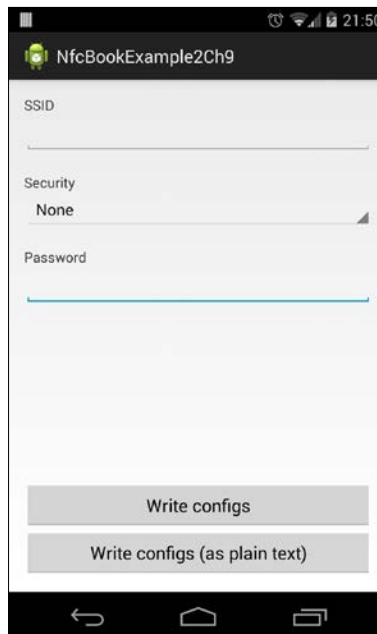 21:50
NfcBookExample2Ch9
SSID
Security
None
Password
Write configs
Write configs (as plain text)